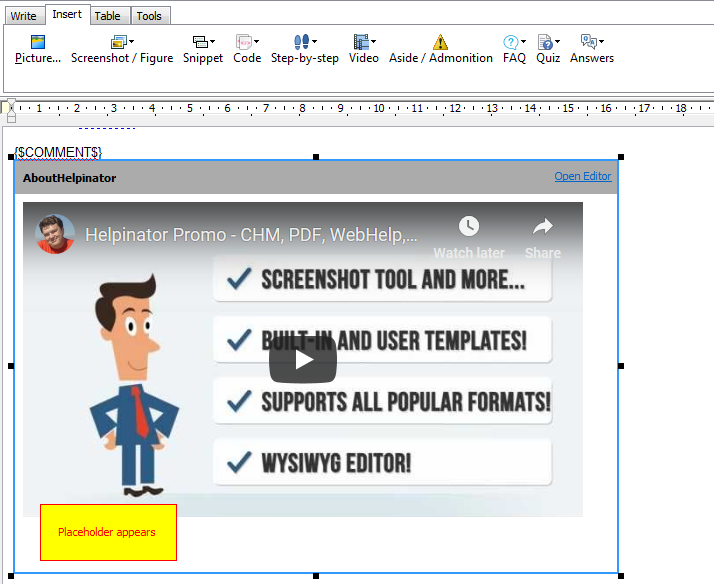 Write Insert Table Tools
Picture... Screenshot / Figure Snippet Code Step-by-step Video Aside / Admonition FAQ Quiz Answers
1 2 3 4 5 6 7 8 9 10 11 12 13 14 15 16 17 18
{$COMMENT$}
AboutHelpinator Open Editor
Helpinator Promo - CHM, PDF, WebHelp,...
Watch later Share
SCREENSHOT TOOL AND MORE...
BUILT-IN AND USER TEMPLATES!
SUPPORTS ALL POPULAR FORMATS!
WYSIWYG EDITOR!
Placeholder appears